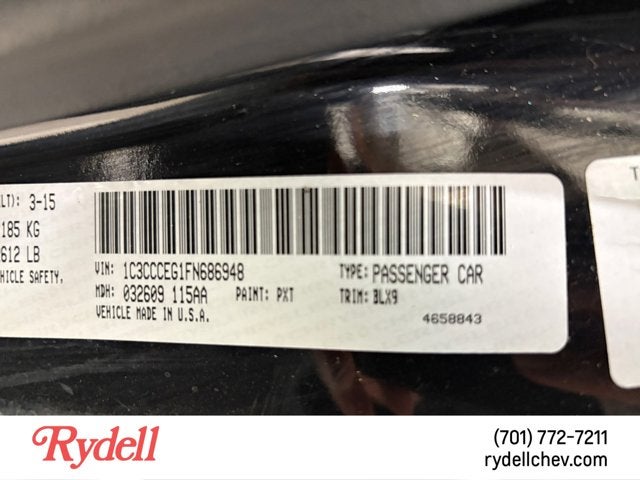 LT): 3-15
185 KG
612 LB
HICLE SAFETY,
VIN: 1C3CCCEG1FN686948
TYPE: PASSENGER CAR
MDH: 032609 115AA
PAINT: PXT
TRIM: BLX9
VEHICLE MADE IN U.S.A.
4658843
T
Rydell
(701) 772-7211
rydellchev.com